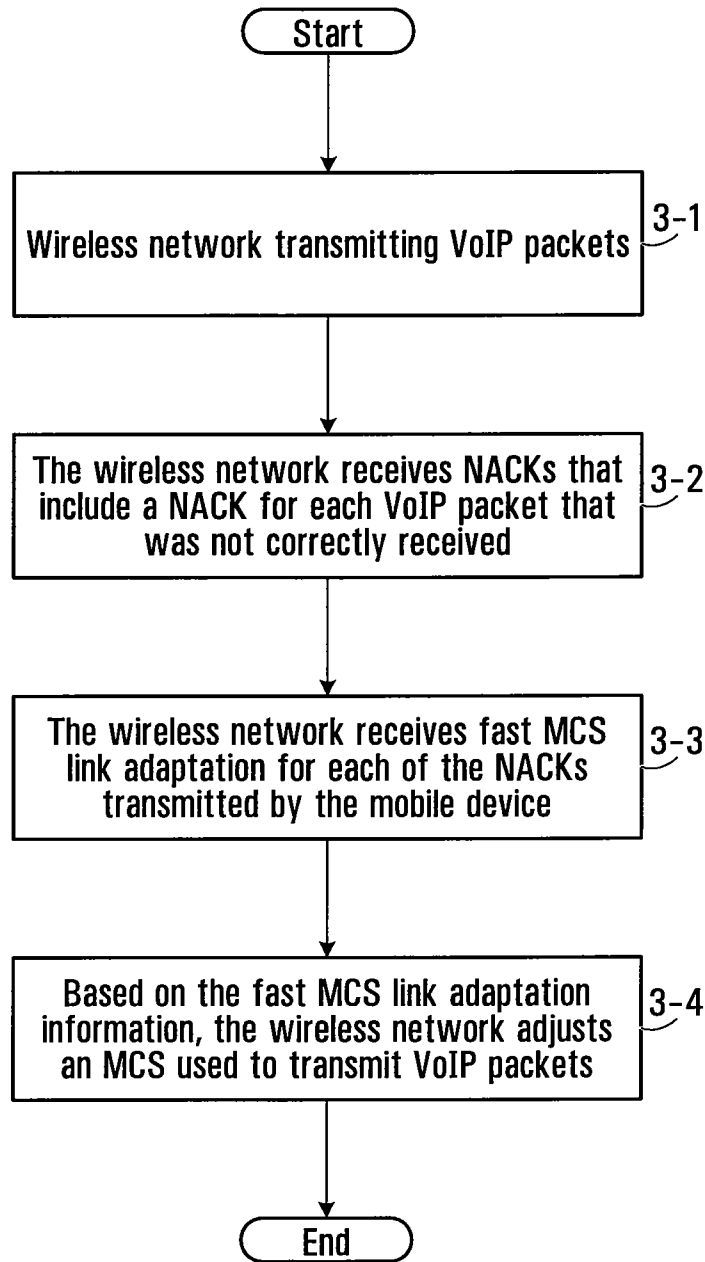 Start
Wireless network transmitting VoIP packets
3-1
The wireless network receives NACKs that
include a NACK for each VoIP packet that
was not correctly received
3-2
The wireless network receives fast MCS
link adaptation for each of the NACKs
transmitted by the mobile device
3-3
Based on the fast MCS link adaptation
information, the wireless network adjusts
an MCS used to transmit VoIP packets
3-4
End